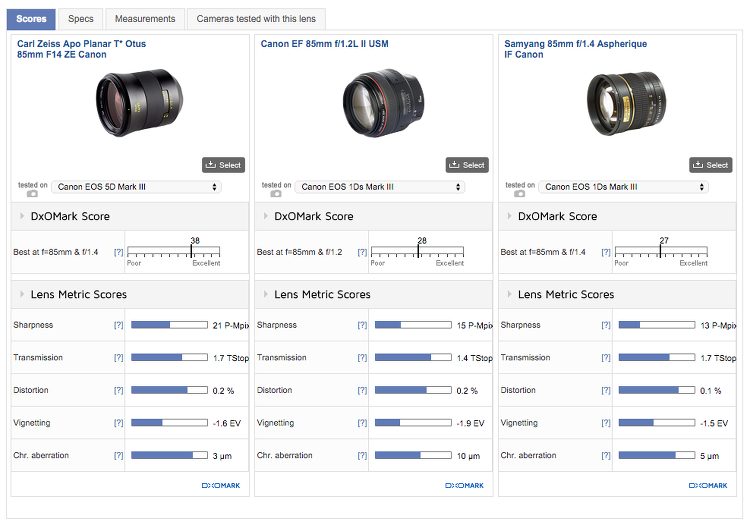 Scores
Specs
Measurements
Cameras tested with this lens
Carl Zeiss Apo Planar T* Otus
85mm F14 ZE Canon
Select
tested on
Canon EOS 5D Mark III
DxOMark Score
Best at f=85mm & f/1.4
[?]
38
Poor
Excellent
Lens Metric Scores
Sharpness [?] 21 P-Mpix
Transmission [?] 1.7 TStop
Distortion [?] 0.2 %
Vignetting [?] -1.6 EV
Chr. aberration [?] 3 µm
DXOMARK
Canon EF 85mm f/1.2L II USM
Select
tested on
Canon EOS 1Ds Mark III
DxOMark Score
Best at f=85mm & f/1.2
[?]
28
Poor
Excellent
Lens Metric Scores
Sharpness [?] 15 P-Mpix
Transmission [?] 1.4 TStop
Distortion [?] 0.2 %
Vignetting [?] -1.9 EV
Chr. aberration [?] 10 µm
DXOMARK
Samyang 85mm f/1.4 Aspherique
IF Canon
Select
tested on
Canon EOS 1Ds Mark III
DxOMark Score
Best at f=85mm & f/1.4
[?]
27
Poor
Excellent
Lens Metric Scores
Sharpness [?] 13 P-Mpix
Transmission [?] 1.7 TStop
Distortion [?] 0.1 %
Vignetting [?] -1.5 EV
Chr. aberration [?] 5 µm
DXOMARK